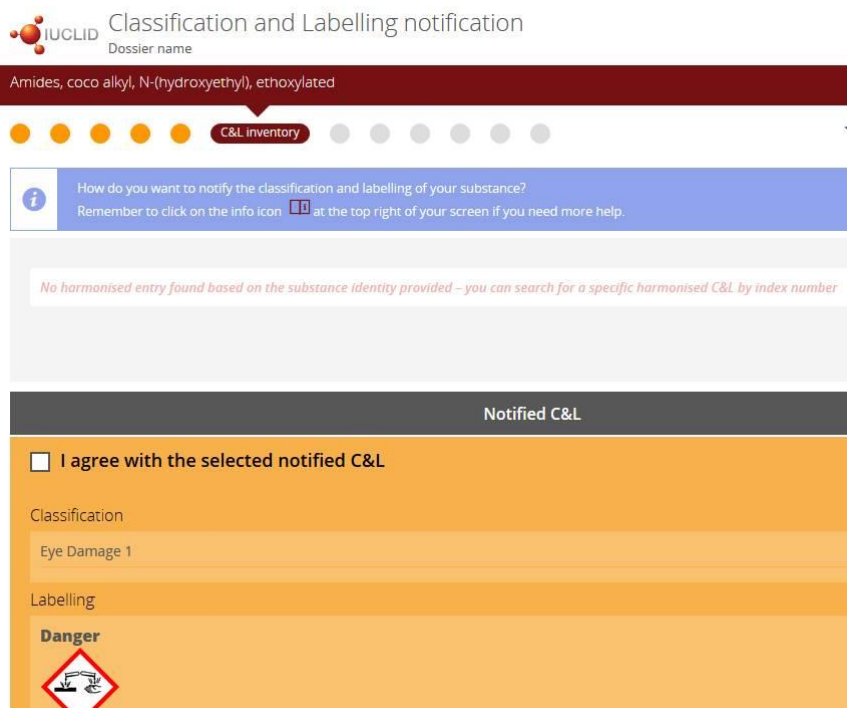 IUCLID
Classification and Labelling notification
Dossier name
Amides, coco alkyl, N-(hydroxyethyl), ethoxylated
C&L inventory
How do you want to notify the classification and labelling of your substance?
Remember to click on the info icon at the top right of your screen if you need more help.
No harmonised entry found based on the substance identity provided – you can search for a specific harmonised C&L by index number
Notified C&L
I agree with the selected notified C&L
Classification
Eye Damage 1
Labelling
Danger